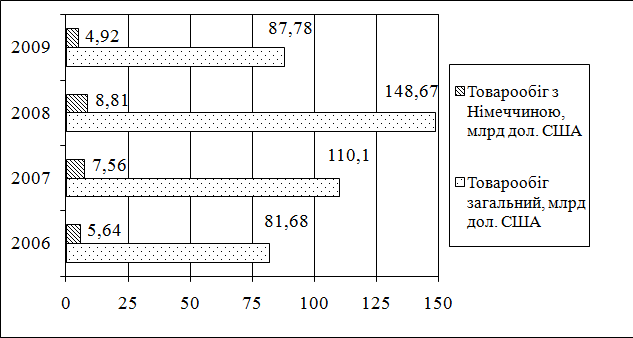 2009
4,92
87,78
2008
8,81
148,67
2007
7,56
110,1
2006
5,64
81,68
0 25 50 75 100 125 150
Товарообіг з
Німеччиною,
млрд дол. США
Товарообіг
загальний, млрд
дол. США